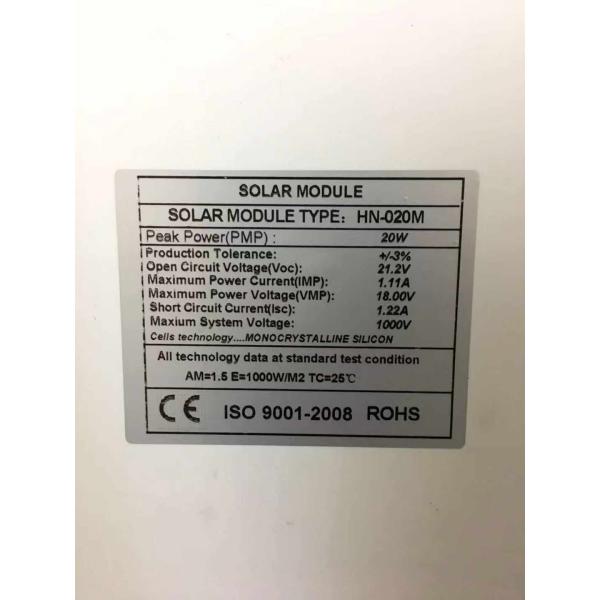 SOLAR MODULE
SOLAR MODULE TYPE: HN-020M
Peak Power(PMP) : 20W
Production Tolerance: +/-3%
Open Circuit Voltage(Voc): 21.2V
Maximum Power Current(IMP): 1.11A
Maximum Power Voltage(VMP): 18.00V
Short Circuit Current(Isc): 1.22A
Maxium System Voltage: 1000V
Cells technology....MONOCRYSTALLINE SILICON
All technology data at standard test condition
AM=1.5 E=1000W/M2 TC=25℃
CE ISO 9001-2008 ROHS